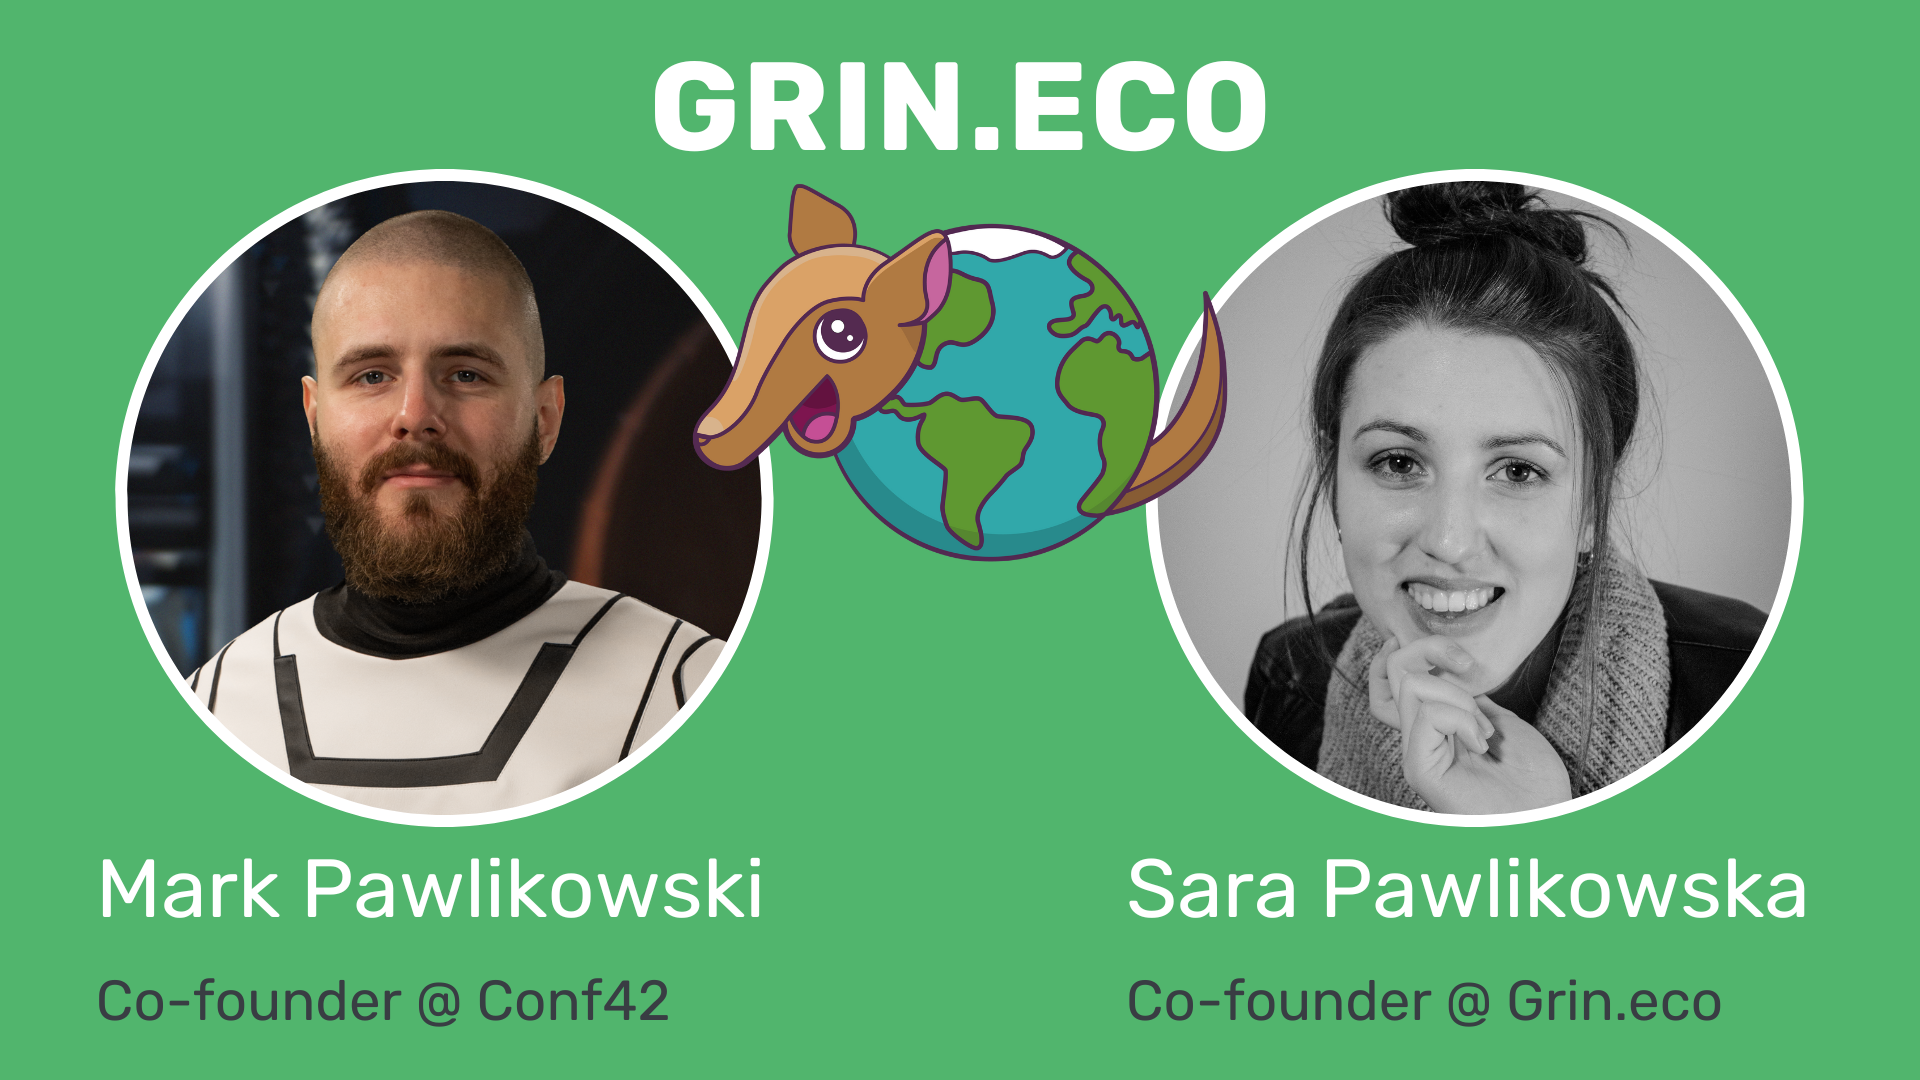 GRIN.ECO
Mark Pawlikowski
Co-founder @ Conf42
Sara Pawlikowska
Co-founder @ Grin.eco